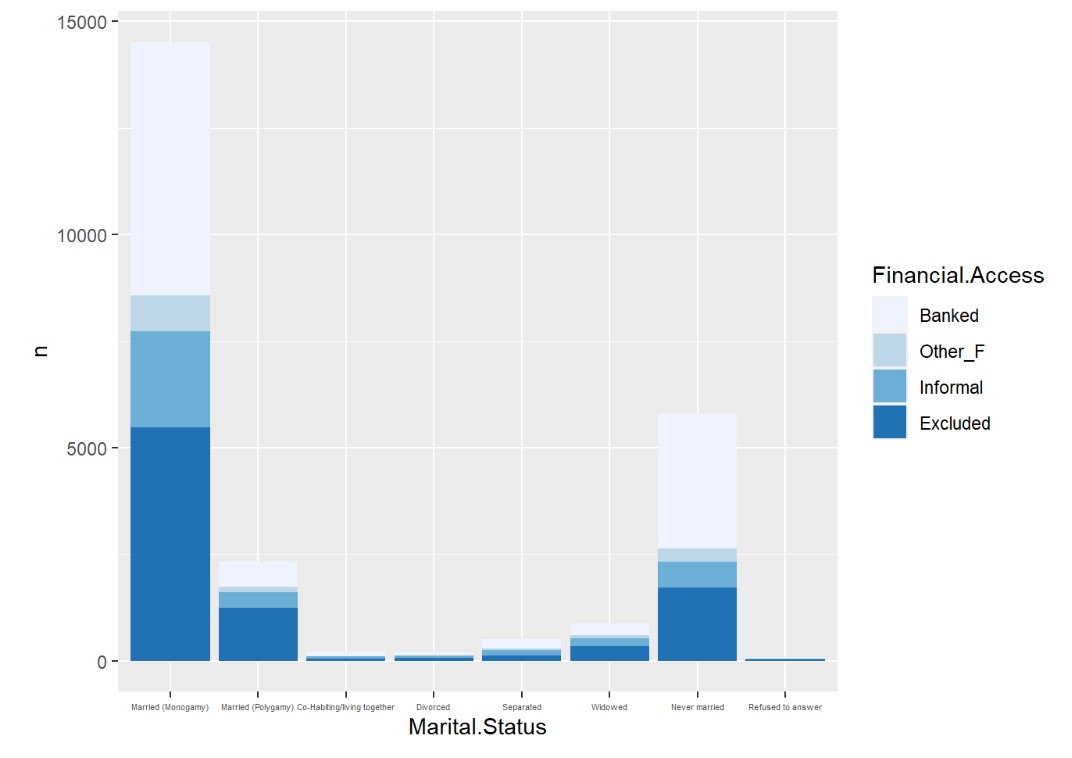 15000
10000
5000
0
n
Married (Monogamy) Married (Polygamy) Co-Habiting/living together Divorced Separated Widowed Never married Refused to answer
Marital.Status
Financial.Access
Banked
Other_F
Informal
Excluded